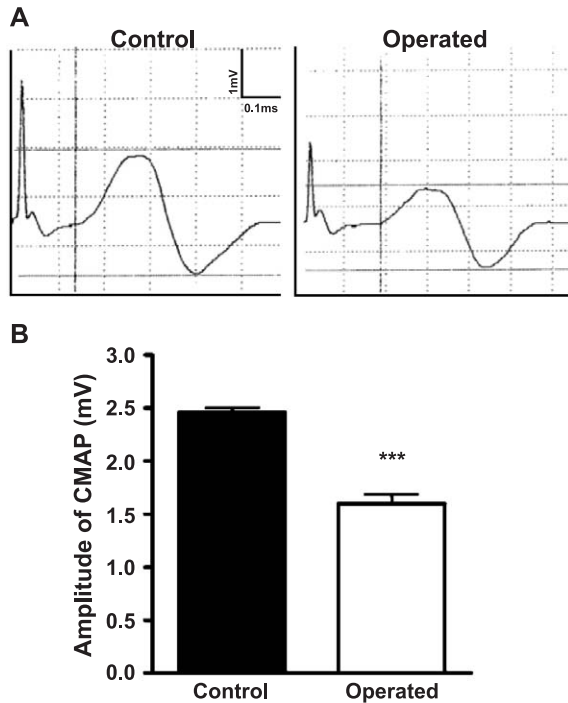 A
Control
Operated
1mV
0.1ms
B
Amplitude of CMAP (mV)
3.0
2.5
2.0
1.5
1.0
0.5
0.0
***
Control
Operated